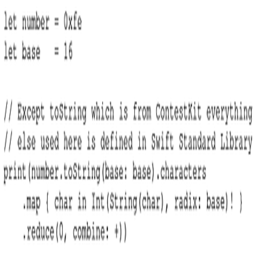 let number = 0xfe
let base   = 16
// Except toString which is from ContestKit everything
// else used here is defined in Swift Standard Library
print(number.toString(base: base).characters
    .map { char in Int(String(char), radix: base)! }
    .reduce(0, combine: +))